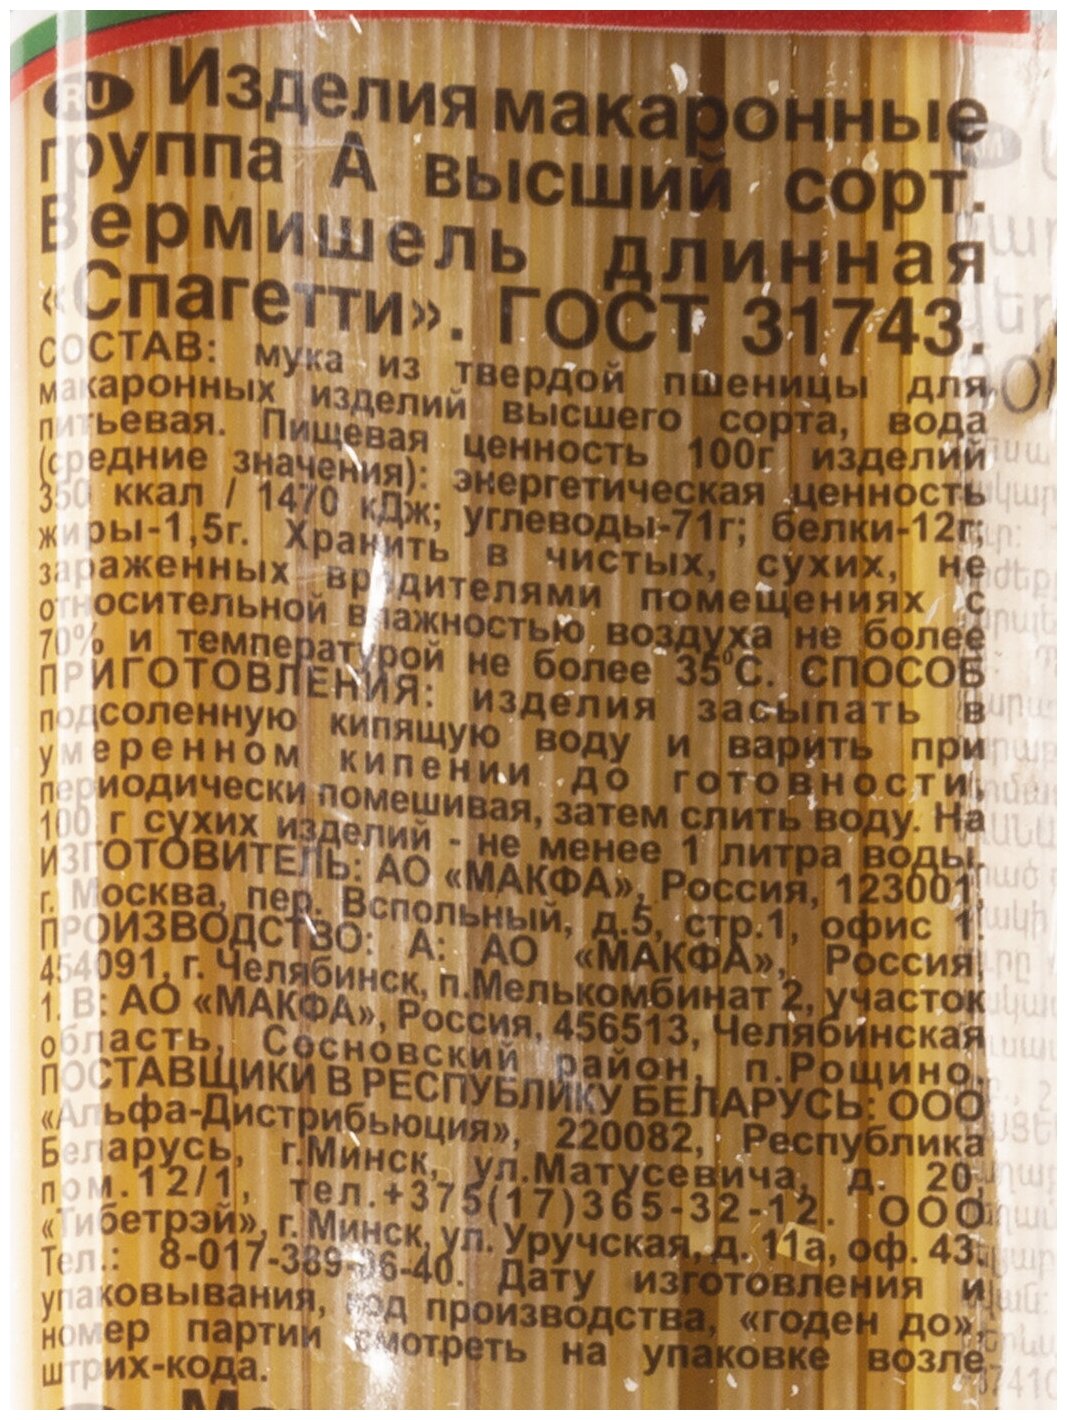 RU Изделия макаронные
группа А высший сорт.
Вермишель длинная
«Спагетти». ГОСТ 31743.
СОСТАВ: мука из твердой пшеницы для
макаронных изделий высшего сорта, вода
питьевая. Пищевая ценность 100г изделий
(средние значения): энергетическая ценность
350 ккал / 1470 кДж; углеводы-71г; белки-12г;
жиры-1,5г. Хранить в чистых, сухих, не
зараженных вредителями помещениях с
относительной влажностью воздуха не более
70% и температурой не более 35°С. СПОСОБ
ПРИГОТОВЛЕНИЯ: изделия засыпать в
подсоленную кипящую воду и варить при
умеренном кипении до готовности,
периодически помешивая, затем слить воду. На
100 г сухих изделий - не менее 1 литра воды.
ИЗГОТОВИТЕЛЬ: АО «МАКФА», Россия, 123001,
г. Москва, пер. Вспольный, д.5, стр.1, офис 1.
ПРОИЗВОДСТВО: А: АО «МАКФА», Россия,
454091, г. Челябинск, п.Мелькомбинат 2, участок
1. В: АО «МАКФА», Россия, 456513, Челябинская
область, Сосновский район, п.Рощино.
ПОСТАВЩИКИ В РЕСПУБЛИКУ БЕЛАРУСЬ: ООО
«Альфа-Дистрибьюция», 220082, Республика
Беларусь, г.Минск, ул.Матусевича, д. 20,
пом.12/1, тел.+375(17)365-32-12. ООО
«Тибетрэй», г. Минск, ул. Уручская, д. 11а, оф. 43.
Тел.: 8-017-389-96-40. Дату изготовления и
упаковывания, код производства, «годен до»,
номер партии смотреть на упаковке возле
штрих-кода.